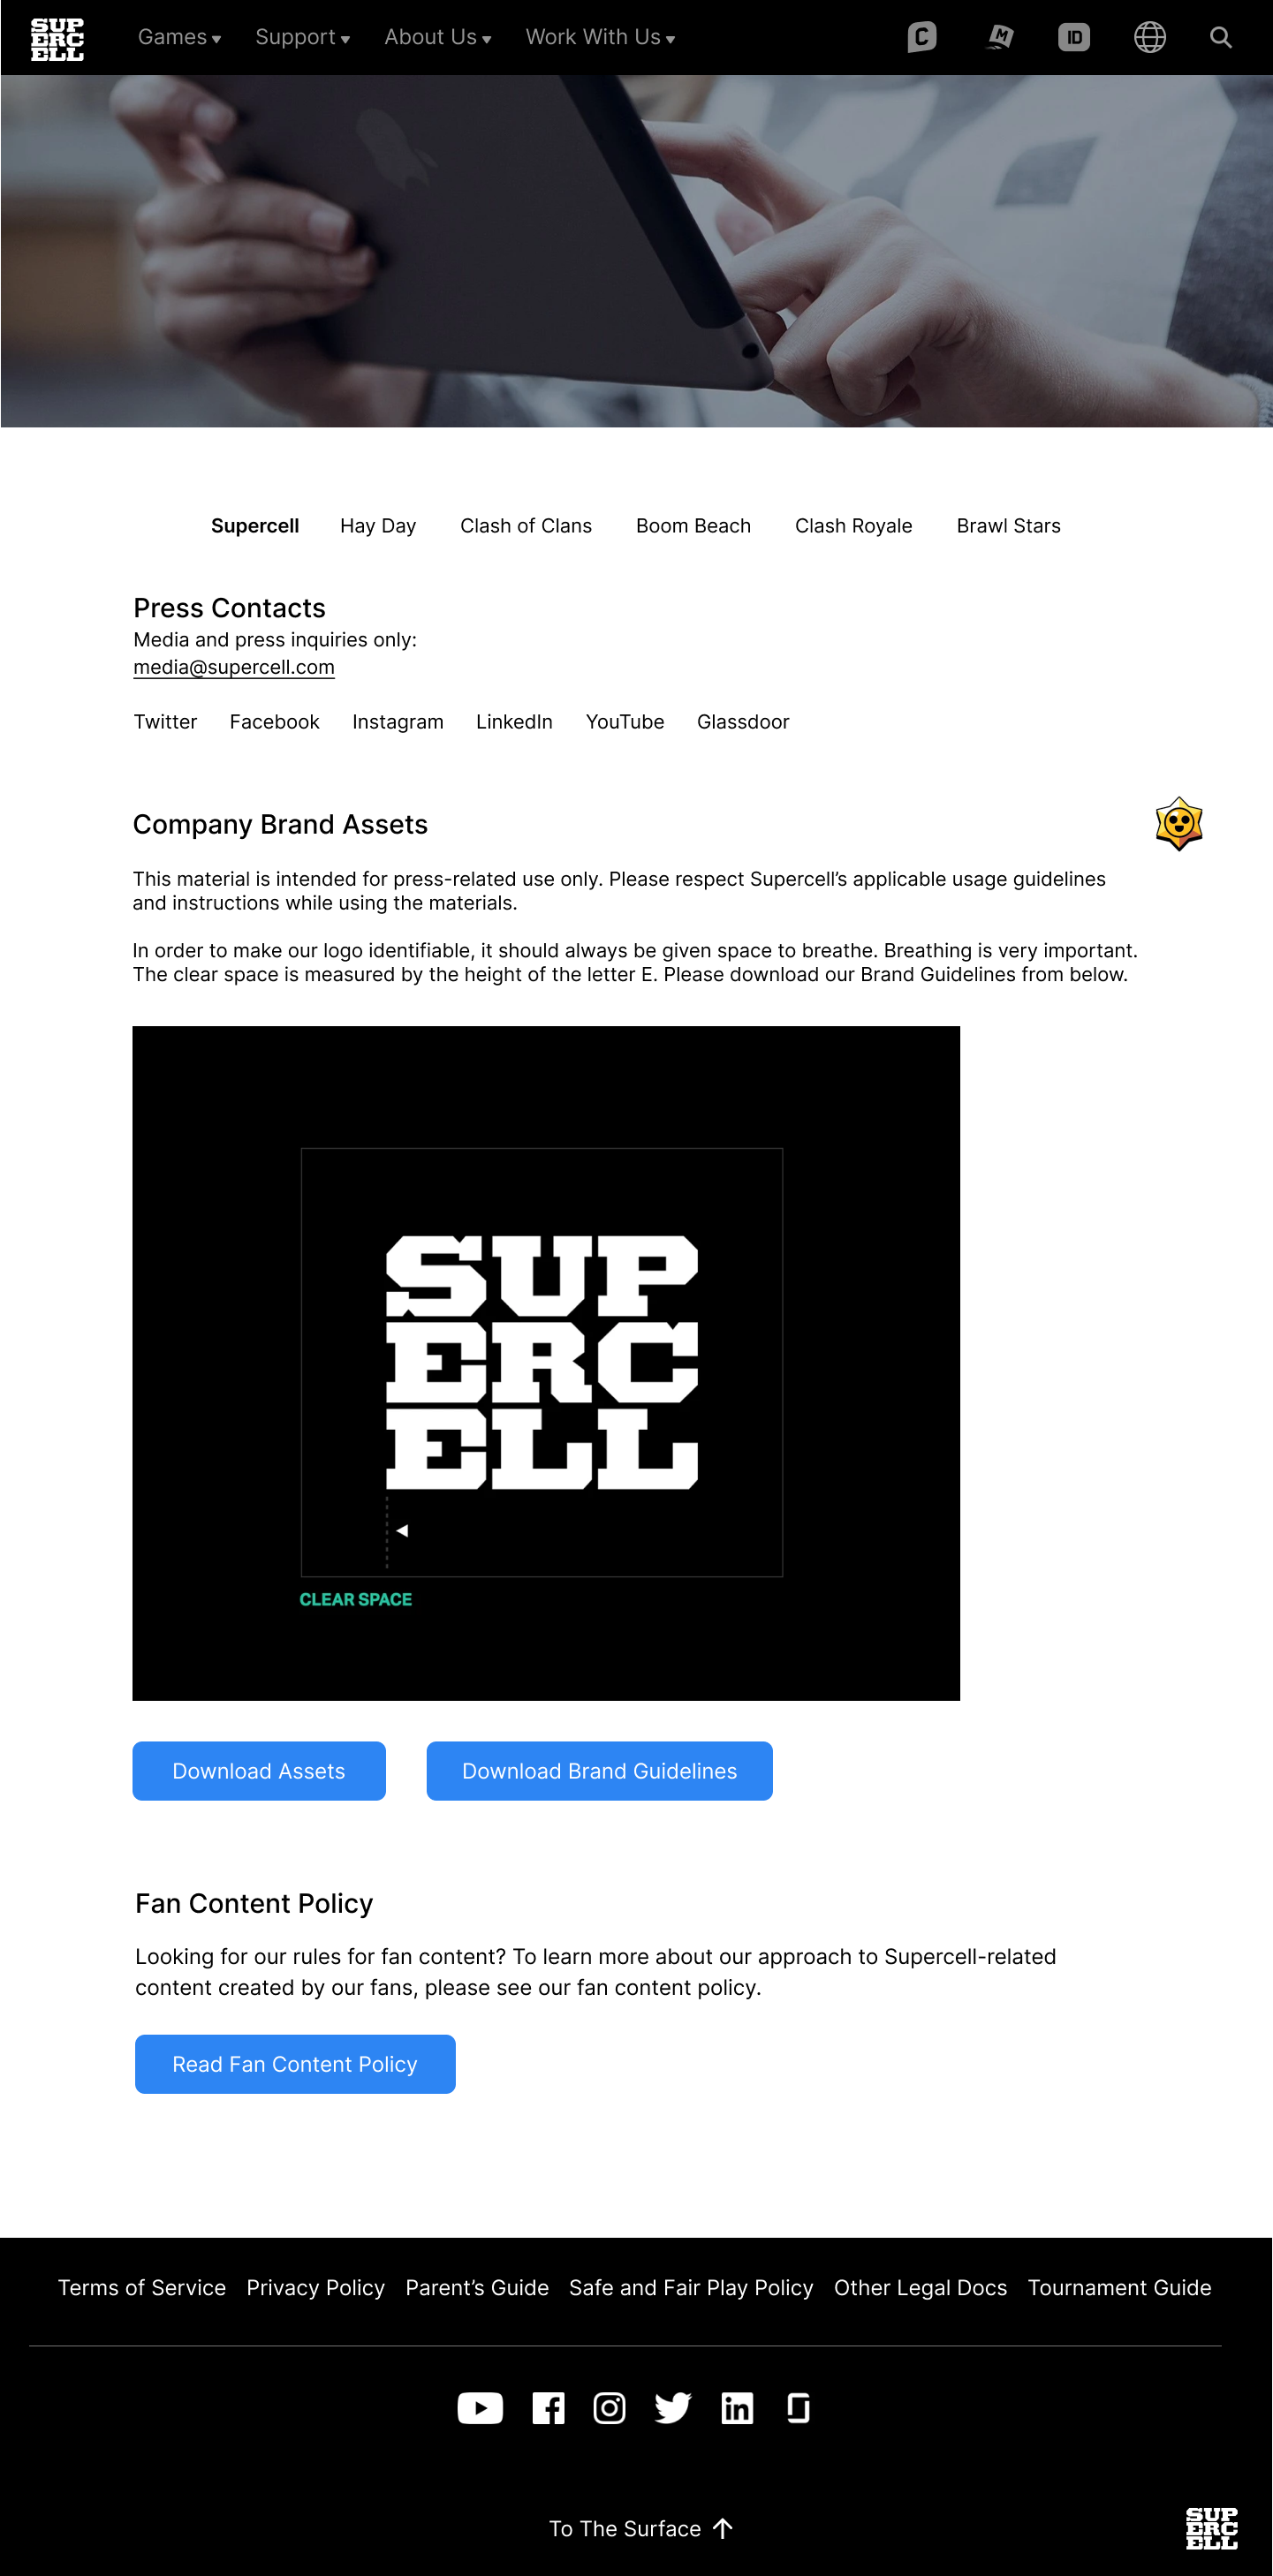 SUP
ERC
ELL
Games Support About Us Work With Us
C M ID
Supercell Hay Day Clash of Clans Boom Beach Clash Royale Brawl Stars
Press Contacts
Media and press inquiries only:
media@supercell.com
Twitter Facebook Instagram LinkedIn YouTube Glassdoor
Company Brand Assets
This material is intended for press-related use only. Please respect Supercell’s applicable usage guidelines
and instructions while using the materials.
In order to make our logo identifiable, it should always be given space to breathe. Breathing is very important.
The clear space is measured by the height of the letter E. Please download our Brand Guidelines from below.
SUP
ERC
ELL
CLEAR SPACE
Download Assets Download Brand Guidelines
Fan Content Policy
Looking for our rules for fan content? To learn more about our approach to Supercell-related
content created by our fans, please see our fan content policy.
Read Fan Content Policy
Terms of Service Privacy Policy Parent’s Guide Safe and Fair Play Policy Other Legal Docs Tournament Guide
in
To The Surface
SUP
ERC
ELL